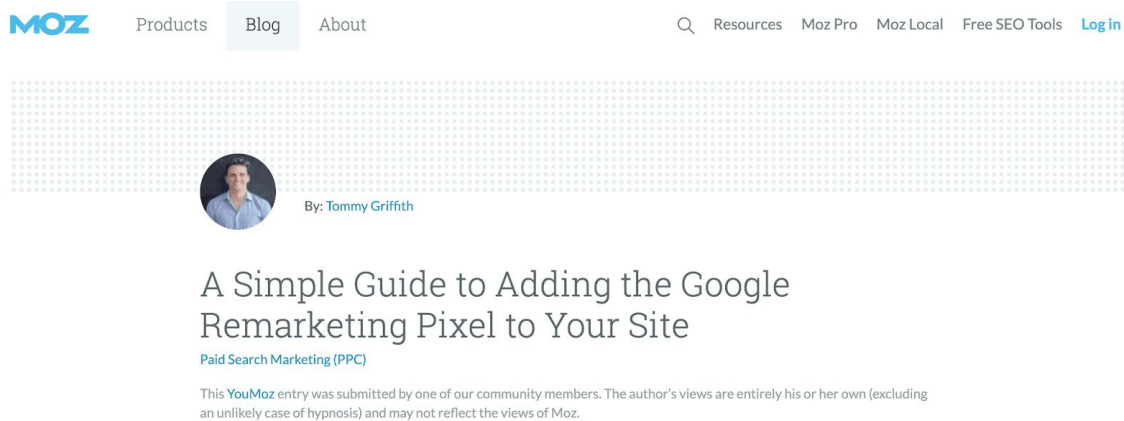 MOZ Products Blog About Resources Moz Pro Moz Local Free SEO Tools Log in
By: Tommy Griffith
A Simple Guide to Adding the Google
Remarketing Pixel to Your Site
Paid Search Marketing (PPC)
This YouMoz entry was submitted by one of our community members. The author's views are entirely his or her own (excluding
an unlikely case of hypnosis) and may not reflect the views of Moz.